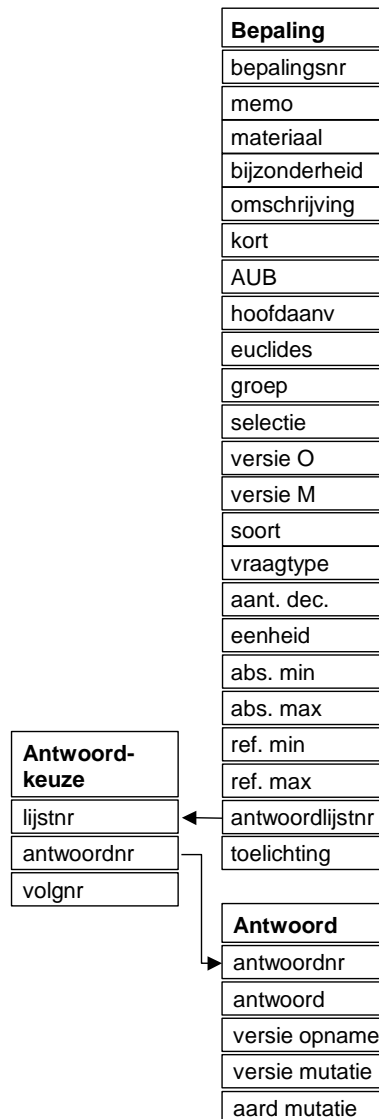 Bepaling
bepalingsnr
memo
materiaal
bijzonderheid
omschrijving
kort
AUB
hoofdaanv
euclides
groep
selectie
versie O
versie M
soort
vraagtype
aant. dec.
eenheid
abs. min
abs. max
ref. min
ref. max
antwoordlijstnr
toelichting
Antwoord-
keuze
lijstnr
antwoordnr
volgnr
Antwoord
antwoordnr
antwoord
versie opname
versie mutatie
aard mutatie